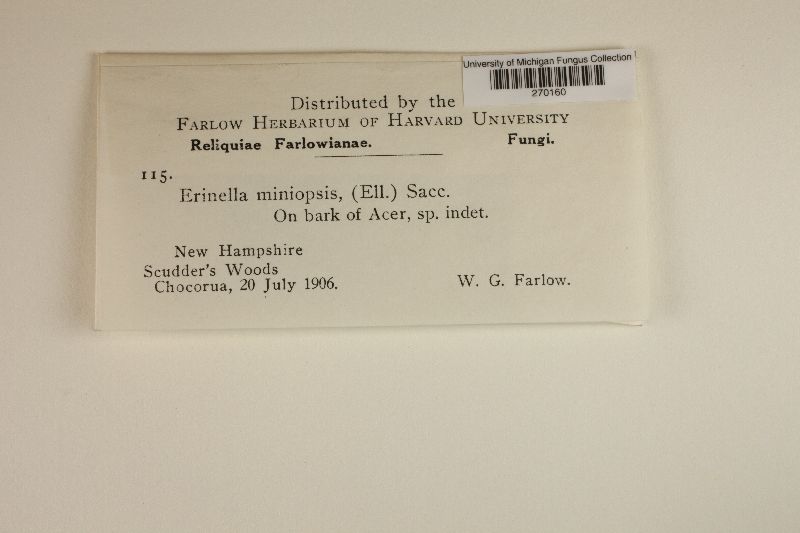 University of Michigan Fungus Collection
270160
Distributed by the
Farlow Herbarium of Harvard University
Reliquiae Farlowianae. Fungi.
115.
Erinella miniopsis, (Ell.) Sacc.
On bark of Acer, sp. indet.
New Hampshire
Scudder's Woods
Chocorua, 20 July 1906. W. G. Farlow.